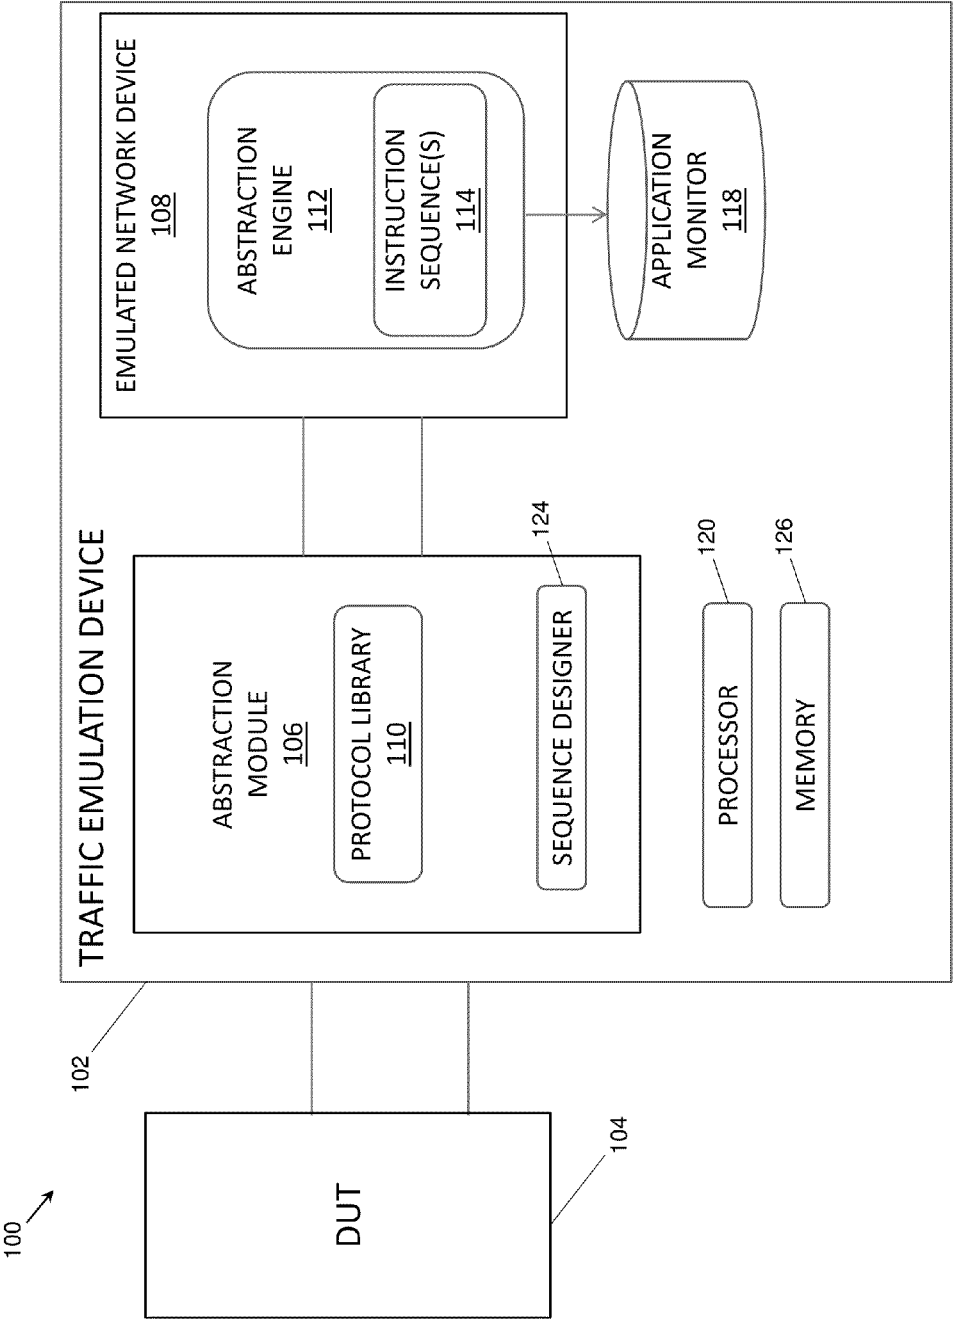 100
102
TRAFFIC EMULATION DEVICE
DUT
104
ABSTRACTION
MODULE
106
PROTOCOL LIBRARY
110
SEQUENCE DESIGNER
124
PROCESSOR
120
MEMORY
126
EMULATED NETWORK DEVICE
108
ABSTRACTION
ENGINE
112
INSTRUCTION
SEQUENCE(S)
114
APPLICATION
MONITOR
118